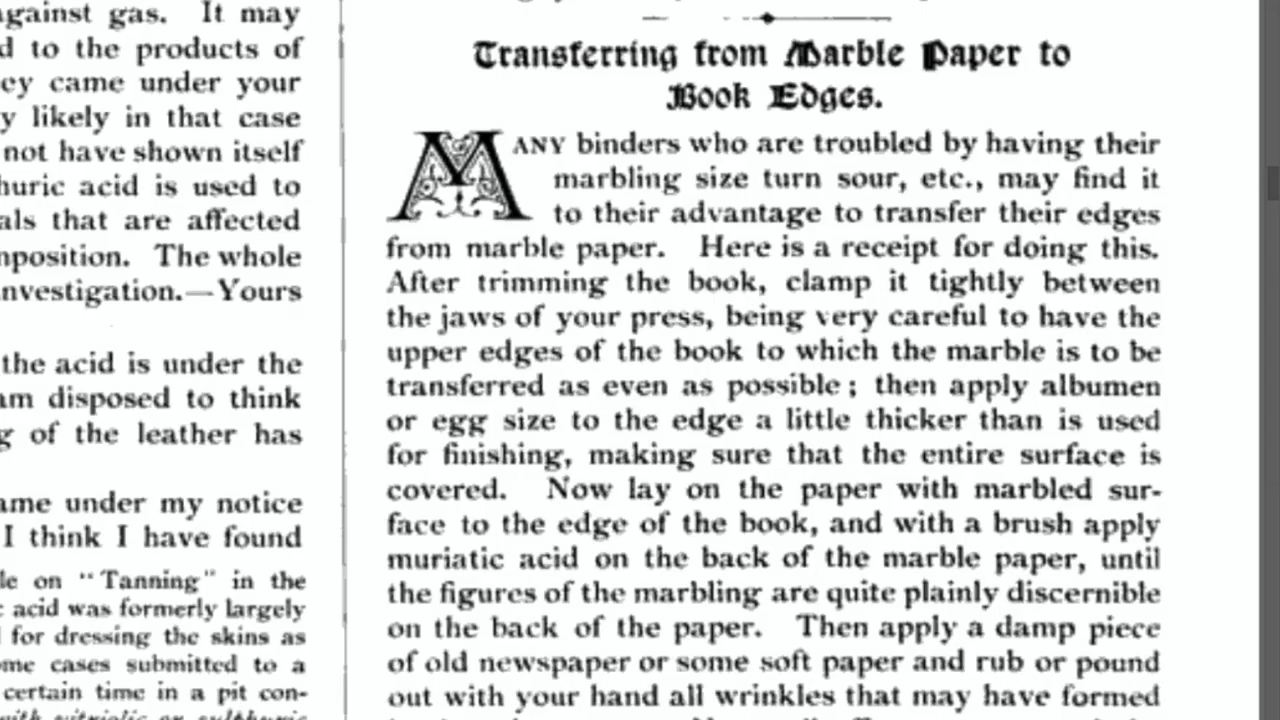 against gas. It may
to the products of
came under your
likely in that case
not have shown itself
acid is used to
that are affected
The whole
nvestigation.—Yours
the acid is under the
disposed to think
of the leather has
under my notice
I think I have found
on "Tanning" in the
acid was formerly largely
for dressing the skins as
cases submitted to a
certain time in a pit con-
Transferring from Marble Paper to
Book Edges.
MANY binders who are troubled by having their
marbling size turn sour, etc., may find it
to their advantage to transfer their edges
from marble paper. Here is a receipt for doing this.
After trimming the book, clamp it tightly between
the jaws of your press, being very careful to have the
upper edges of the book to which the marble is to be
transferred as even as possible; then apply albumen
or egg size to the edge a little thicker than is used
for finishing, making sure that the entire surface is
covered. Now lay on the paper with marbled sur-
face to the edge of the book, and with a brush apply
muriatic acid on the back of the marble paper, until
the figures of the marbling are quite plainly discernible
on the back of the paper. Then apply a damp piece
of old newspaper or some soft paper and rub or pound
out with your hand all wrinkles that may have formed